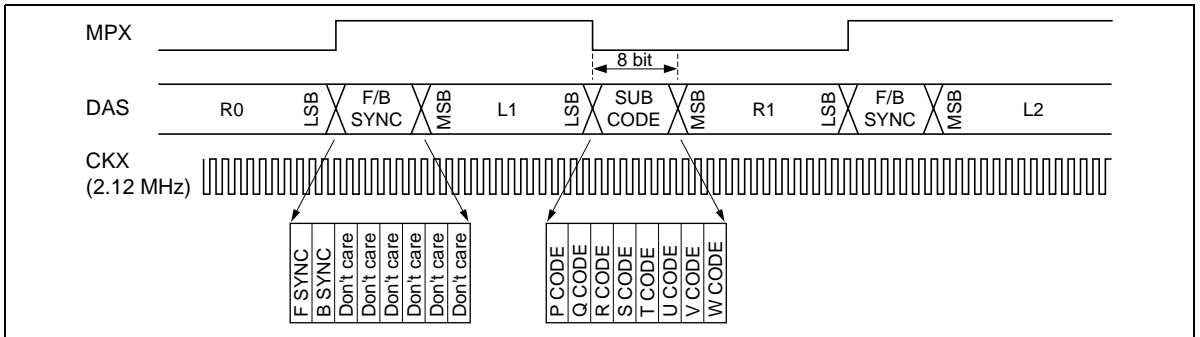 MPX
8 bit
DAS
R0
LSB
F/B
SYNC
MSB
L1
LSB
SUB
CODE
MSB
R1
LSB
F/B
SYNC
MSB
L2
CKX
(2.12 MHz)
F SYNC
B SYNC
Don't care
Don't care
Don't care
Don't care
Don't care
Don't care
P CODE
Q CODE
R CODE
S CODE
T CODE
U CODE
V CODE
W CODE